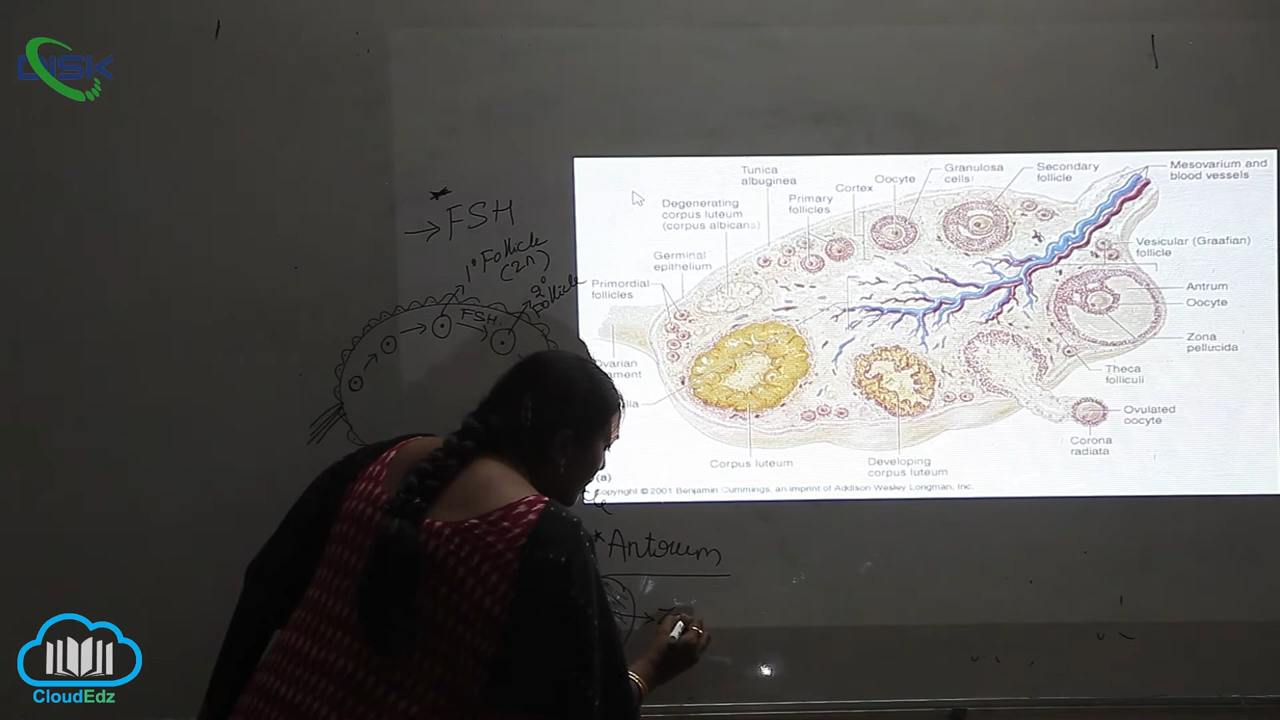 DNSK
Tunica
albuginea
Degenerating
corpus luteum
(corpus albicans)
Primary
follicles
Cortex
Oocyte
Granulosa
cells
Secondary
follicle
Mesovarium and
blood vessels
Germinal
epithelium
Primordial
follicles
Vesicular (Graafian)
follicle
Antrum
Oocyte
Zona
pellucida
Theca
folliculi
Ovulated
oocyte
Corona
radiata
Corpus luteum
Developing
corpus luteum
(a)
Copyright © 2001 Benjamin Cummings, an imprint of Addison Wesley Longman, Inc.
→ FSH
1° Follicle
(2n)
2°
Follicle
FSH
* Antorum
CloudEdz